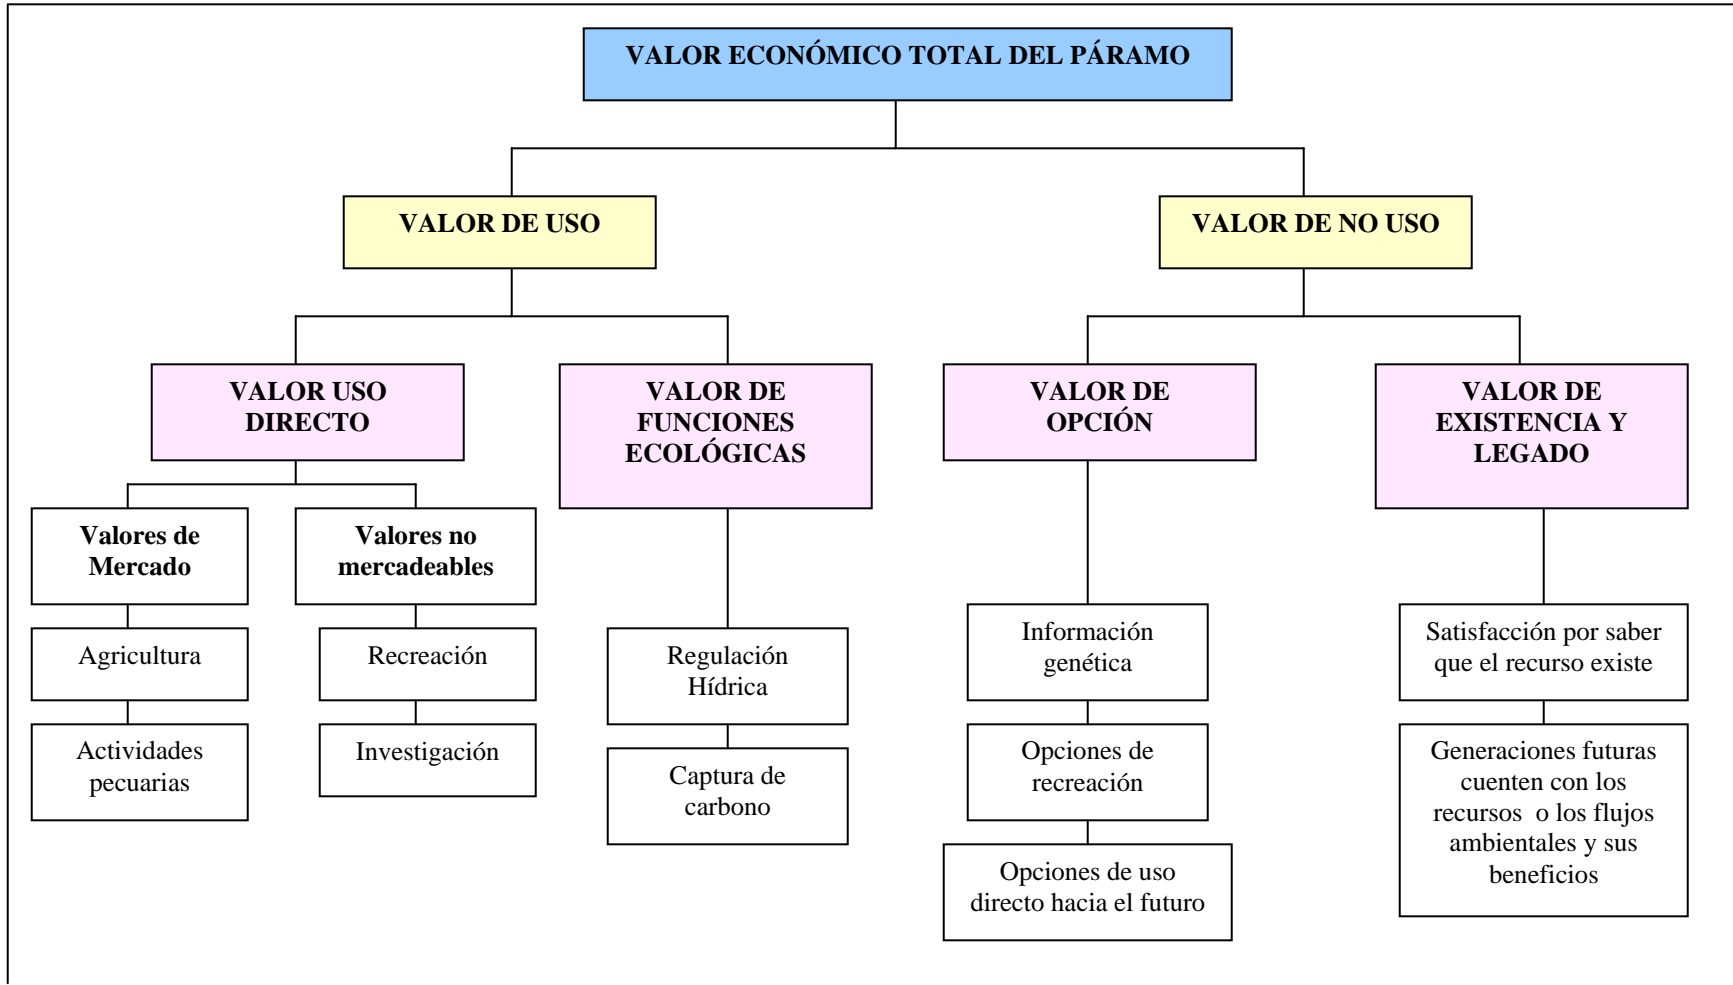 VALOR ECONÓMICO TOTAL DEL PÁRAMO
VALOR DE USO
VALOR DE NO USO
VALOR USO
DIRECTO
VALOR DE
FUNCIONES
ECOLÓGICAS
VALOR DE
OPCIÓN
VALOR DE
EXISTENCIA Y
LEGADO
Valores de
Mercado
Valores no
mercadeables
Agricultura
Recreación
Regulación
Hídrica
Información
genética
Satisfacción por saber
que el recurso existe
Actividades
pecuarias
Investigación
Captura de
carbono
Opciones de
recreación
Generaciones futuras
cuenten con los
recursos o los flujos
ambientales y sus
beneficios
Opciones de uso
directo hacia el futuro